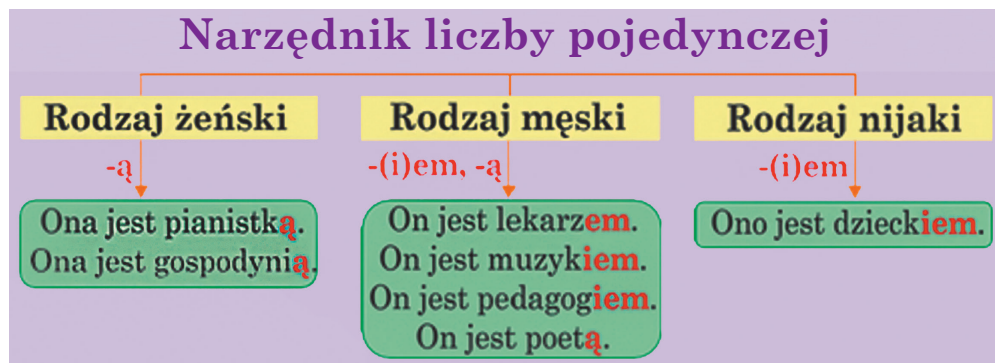 Narzędnik liczby pojedynczej
Rodzaj żeński
-ą
Ona jest pianistką.
Ona jest gospodynią.
Rodzaj męski
-(i)em, -ą
On jest lekarzem.
On jest muzykiem.
On jest pedagogiem.
On jest poetą.
Rodzaj nijaki
-(i)em
Ono jest dzieckiem.